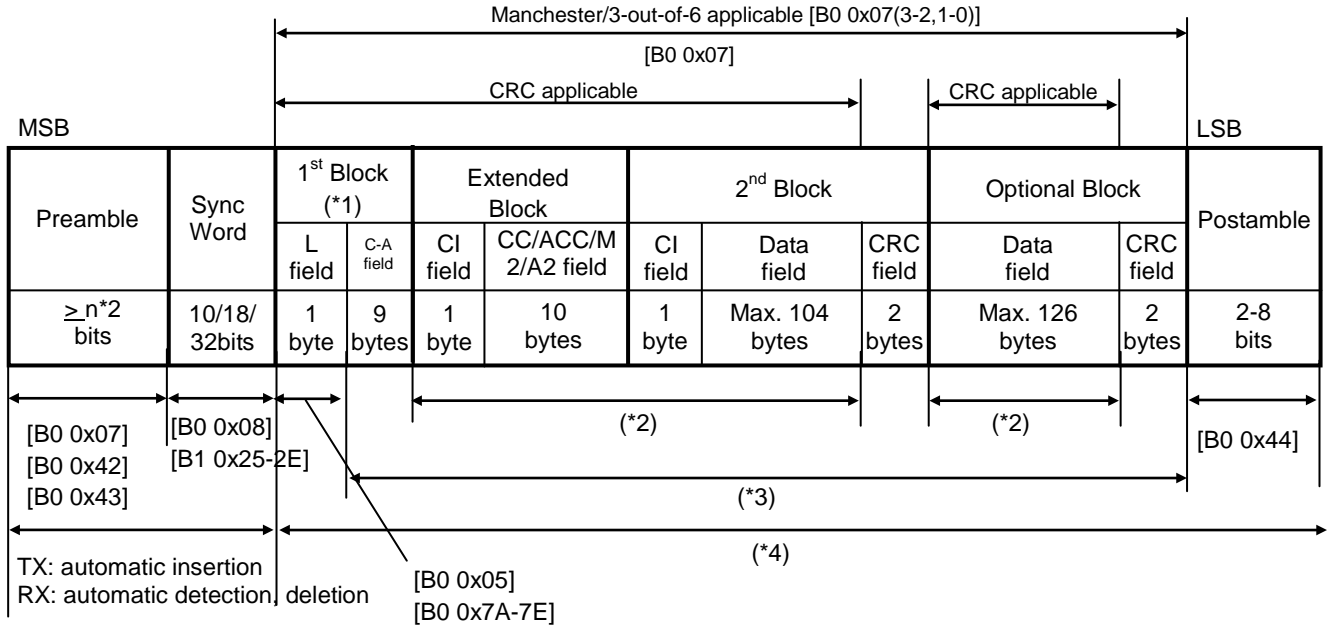 Manchester/3-out-of-6 applicable [B0 0x07(3-2,1-0)]
[B0 0x07]
CRC applicable
CRC applicable
MSB
LSB
Preamble
Sync
Word
1st Block
(*1)
Extended
Block
2nd Block
Optional Block
Postamble
L
field
C-A
field
CI
field
CC/ACC/M
2/A2 field
CI
field
Data
field
CRC
field
Data
field
CRC
field
> n*2
bits
10/18/
32bits
1
byte
9
bytes
1
byte
10
bytes
1
byte
Max. 104
bytes
2
bytes
Max. 126
bytes
2
bytes
2-8
bits
[B0 0x07]
[B0 0x42]
[B0 0x43]
[B0 0x08]
[B1 0x25-2E]
(*2)
(*2)
[B0 0x44]
(*3)
(*4)
TX: automatic insertion
RX: automatic detection, deletion
[B0 0x05]
[B0 0x7A-7E]